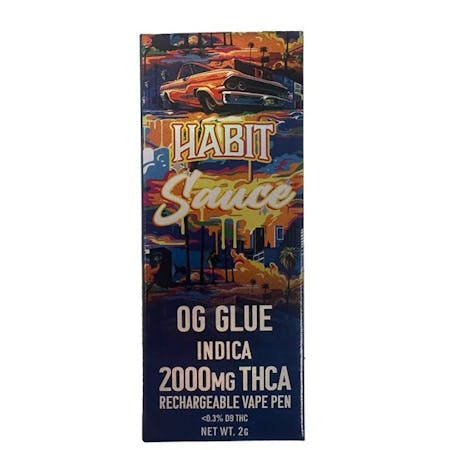 HABIT
Sauce
OG GLUE
INDICA
2000MG THCA
RECHARGEABLE VAPE PEN
<0.3% D9 THC
NET WT. 2G